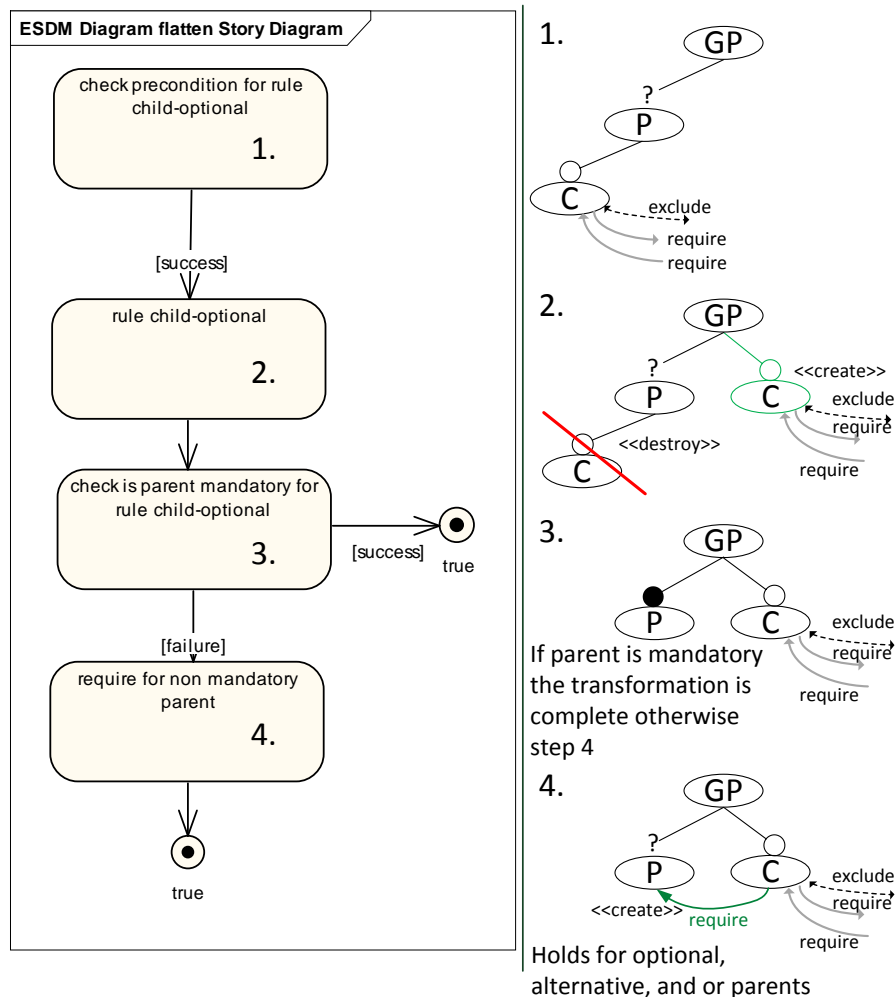 ESDM Diagram flatten Story Diagram
check precondition for rule
child-optional
1.
[success]
rule child-optional
2.
check is parent mandatory for
rule child-optional
3.
[success]
true
[failure]
require for non mandatory
parent
4.
true
1.
GP
?
P
C
exclude
require
require
2.
GP
?
<<create>>
P
C
exclude
require
<<destroy>>
C
require
3.
GP
P
C
exclude
require
require
If parent is mandatory
the transformation is
complete otherwise
step 4
4.
GP
?
P
C
exclude
require
<<create>>
require
require
Holds for optional,
alternative, and or parents